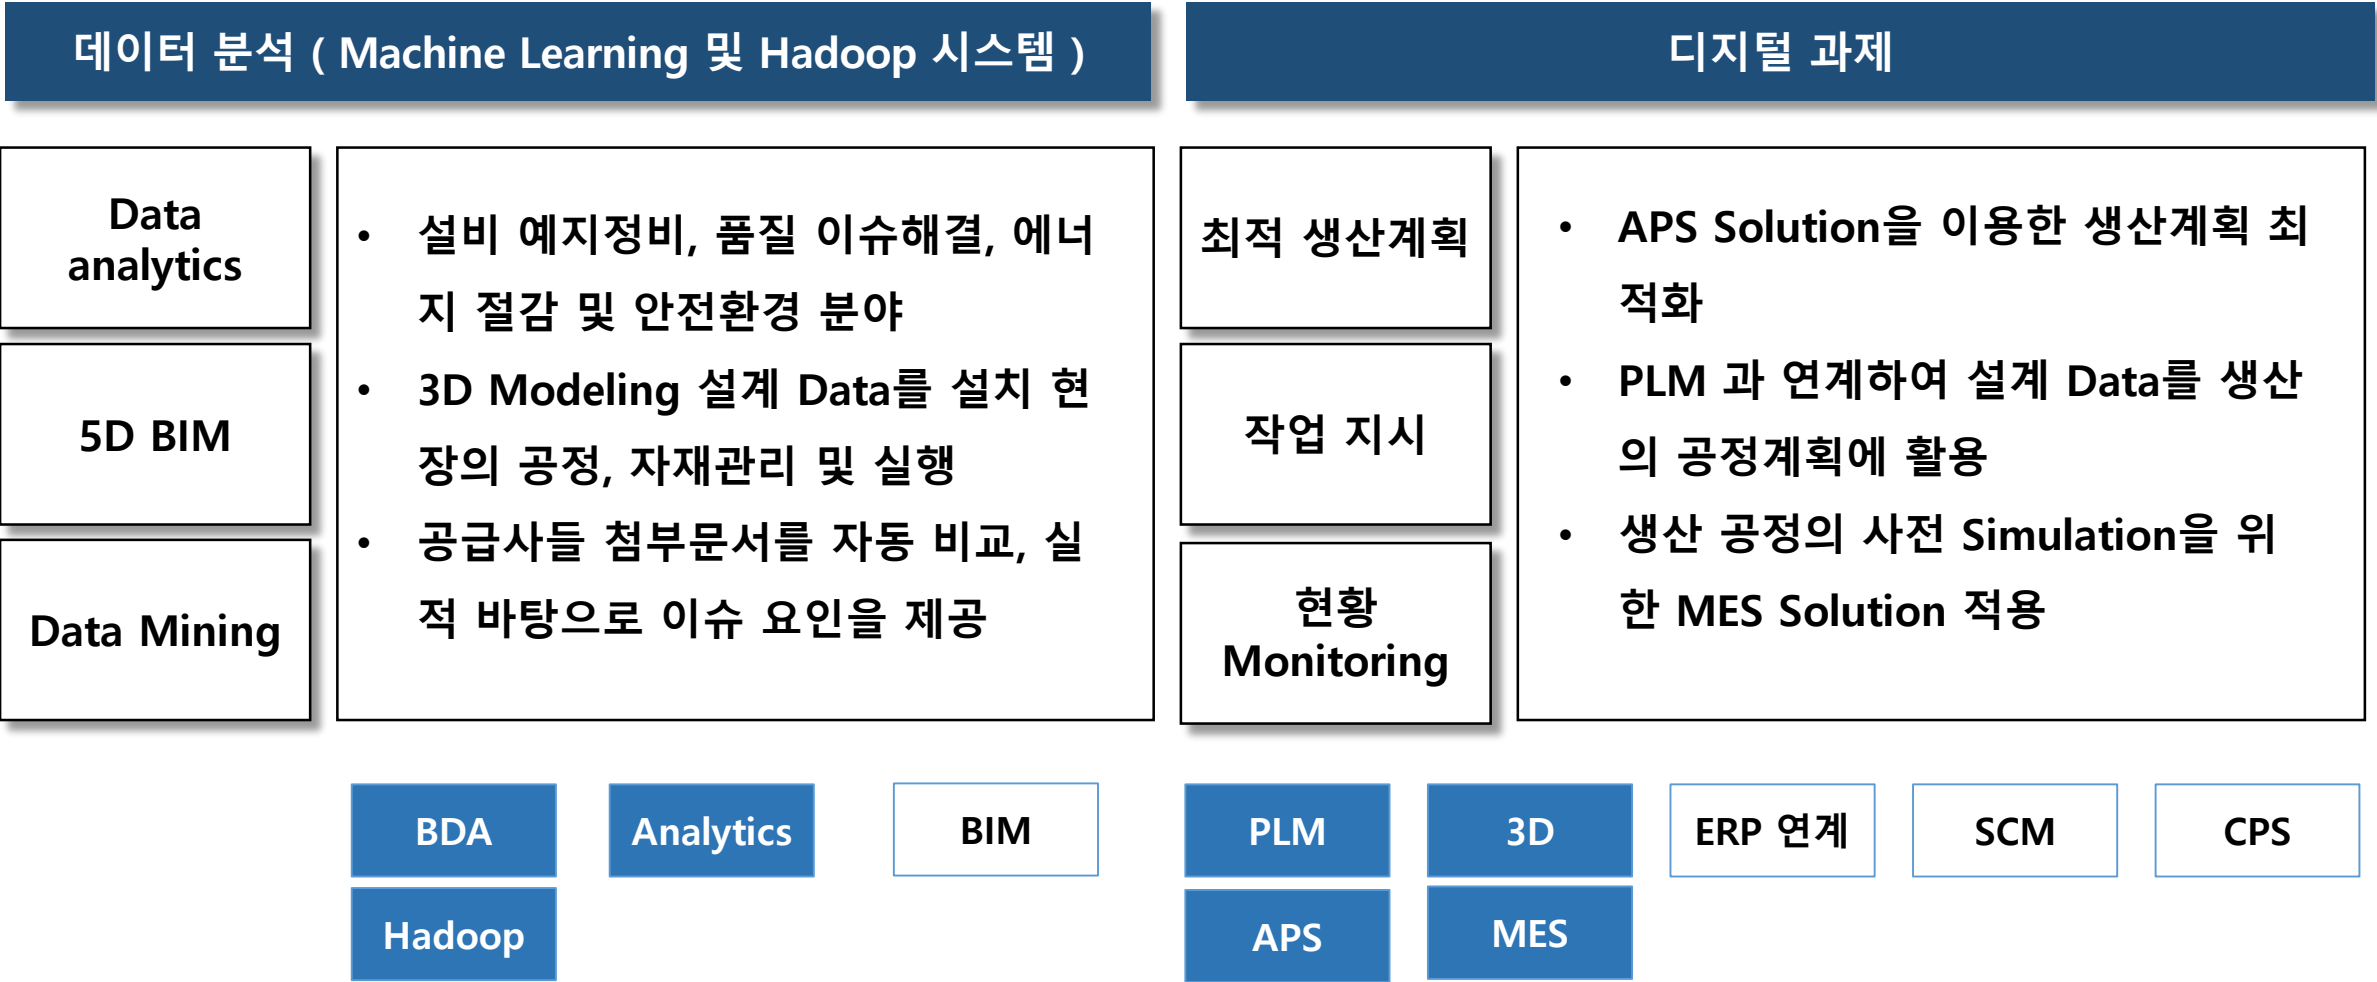 데이터 분석 ( Machine Learning 및 Hadoop 시스템 )
Data
analytics
5D BIM
Data Mining
• 설비 예지정비, 품질 이슈해결, 에너
지 절감 및 안전환경 분야
• 3D Modeling 설계 Data를 설치 현
장의 공정, 자재관리 및 실행
• 공급사들 첨부문서를 자동 비교, 실
적 바탕으로 이슈 요인을 제공
BDA
Analytics
BIM
Hadoop
디지털 과제
최적 생산계획
작업 지시
현황
Monitoring
• APS Solution을 이용한 생산계획 최
적화
• PLM 과 연계하여 설계 Data를 생산
의 공정계획에 활용
• 생산 공정의 사전 Simulation을 위
한 MES Solution 적용
PLM
3D
ERP 연계
SCM
CPS
APS
MES